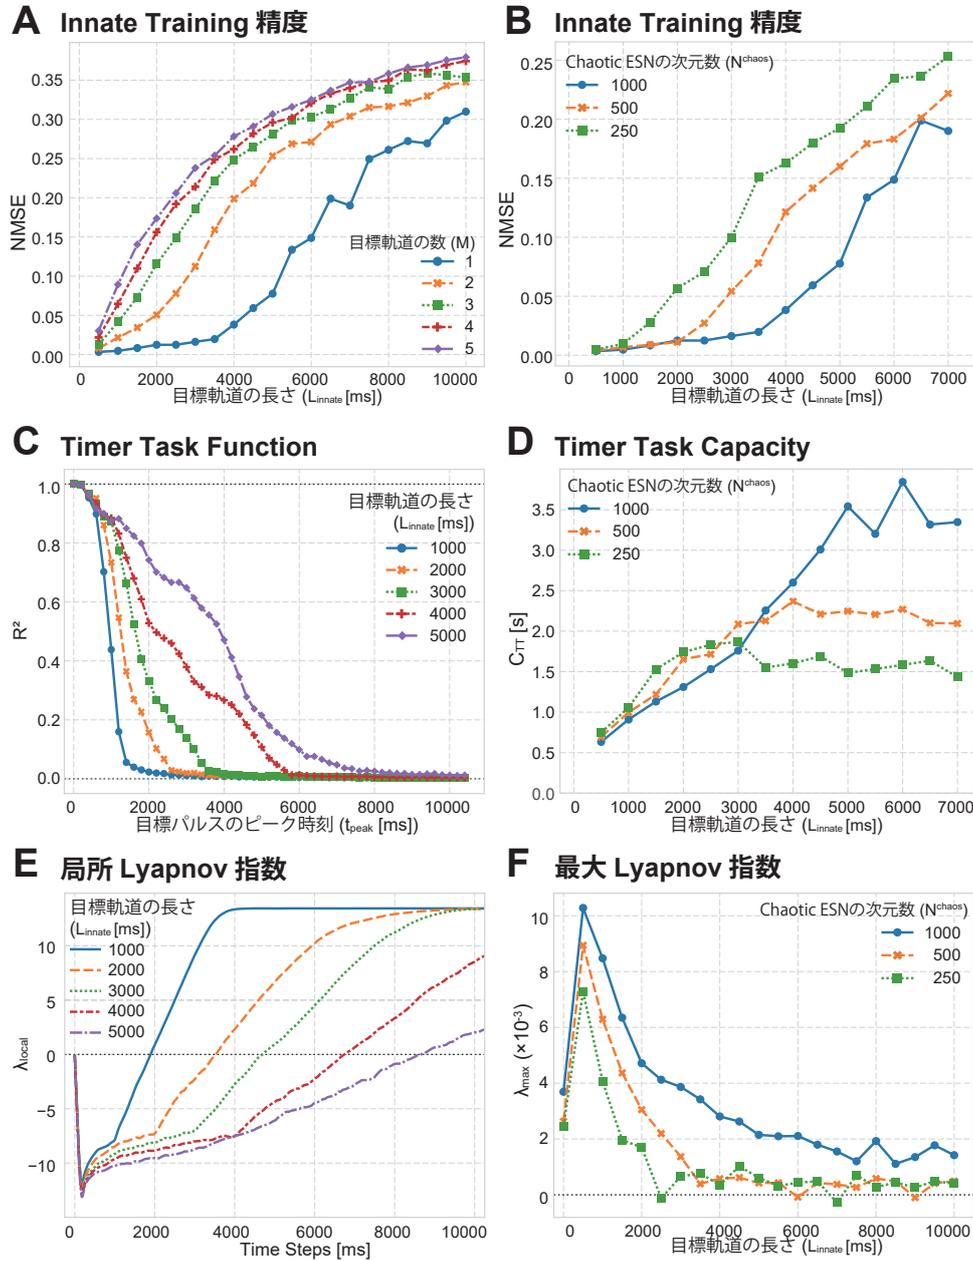 A Innate Training 精度
NMSE
0.35
0.30
0.25
0.20
0.15
0.10
0.05
0.00
目標軌道の数 (M)
1
2
3
4
5
0 2000 4000 6000 8000 10000
目標軌道の長さ (Linnate [ms])
B Innate Training 精度
NMSE
0.25
0.20
0.15
0.10
0.05
0.00
Chaotic ESNの次元数 (Nchaos)
1000
500
250
0 1000 2000 3000 4000 5000 6000 7000
目標軌道の長さ (Linnate [ms])
C Timer Task Function
R²
1.0
0.8
0.6
0.4
0.2
0.0
目標軌道の長さ
(Linnate [ms])
1000
2000
3000
4000
5000
0 2000 4000 6000 8000 10000
目標パルスのピーク時刻 (tpeak [ms])
D Timer Task Capacity
CTT [s]
3.5
3.0
2.5
2.0
1.5
1.0
0.5
0.0
Chaotic ESNの次元数 (Nchaos)
1000
500
250
0 1000 2000 3000 4000 5000 6000 7000
目標軌道の長さ (Linnate [ms])
E 局所 Lyapnov 指数
λlocal
10
5
0
−5
−10
目標軌道の長さ
(Linnate [ms])
1000
2000
3000
4000
5000
0 2000 4000 6000 8000 10000
Time Steps [ms]
F 最大 Lyapnov 指数
λmax (×10-3)
10
8
6
4
2
0
Chaotic ESNの次元数 (Nchaos)
1000
500
250
0 2000 4000 6000 8000 10000
目標軌道の長さ (Linnate [ms])